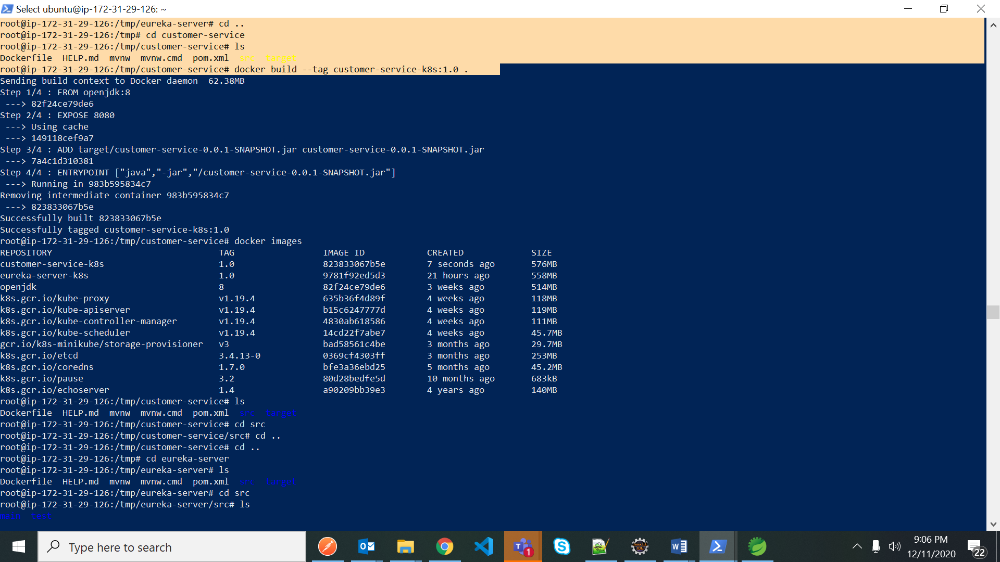 Select ubuntu@ip-172-31-29-126: ~
root@ip-172-31-29-126:/tmp/eureka-server# cd ..
root@ip-172-31-29-126:/tmp# cd customer-service
root@ip-172-31-29-126:/tmp/customer-service# ls
Dockerfile  HELP.md  mvnw  mvnw.cmd  pom.xml  src  target
root@ip-172-31-29-126:/tmp/customer-service# docker build --tag customer-service-k8s:1.0 .
Sending build context to Docker daemon  62.38MB
Step 1/4 : FROM openjdk:8
 ---> 82f24ce79de6
Step 2/4 : EXPOSE 8080
 ---> Using cache
 ---> 149118cef9a7
Step 3/4 : ADD target/customer-service-0.0.1-SNAPSHOT.jar customer-service-0.0.1-SNAPSHOT.jar
 ---> 7a4c1d310381
Step 4/4 : ENTRYPOINT ["java","-jar","/customer-service-0.0.1-SNAPSHOT.jar"]
 ---> Running in 983b595834c7
Removing intermediate container 983b595834c7
 ---> 823833067b5e
Successfully built 823833067b5e
Successfully tagged customer-service-k8s:1.0
root@ip-172-31-29-126:/tmp/customer-service# docker images
REPOSITORY                                TAG                 IMAGE ID            CREATED             SIZE
customer-service-k8s                      1.0                 823833067b5e        7 seconds ago       576MB
eureka-server-k8s                         1.0                 9781f92ed5d3        21 hours ago        558MB
openjdk                                   8                   82f24ce79de6        3 weeks ago         514MB
k8s.gcr.io/kube-proxy                     v1.19.4             635b36f4d89f        4 weeks ago         118MB
k8s.gcr.io/kube-apiserver                 v1.19.4             b15c6247777d        4 weeks ago         119MB
k8s.gcr.io/kube-controller-manager        v1.19.4             4830ab618586        4 weeks ago         111MB
k8s.gcr.io/kube-scheduler                 v1.19.4             14cd22f7abe7        4 weeks ago         45.7MB
gcr.io/k8s-minikube/storage-provisioner   v3                  bad58561c4be        3 months ago        29.7MB
k8s.gcr.io/etcd                           3.4.13-0            0369cf4303ff        3 months ago        253MB
k8s.gcr.io/coredns                        1.7.0               bfe3a36ebd25        5 months ago        45.2MB
k8s.gcr.io/pause                          3.2                 80d28bedfe5d        10 months ago       683kB
k8s.gcr.io/echoserver                     1.4                 a90209bb39e3        4 years ago         140MB
root@ip-172-31-29-126:/tmp/customer-service# ls
Dockerfile  HELP.md  mvnw  mvnw.cmd  pom.xml  src  target
root@ip-172-31-29-126:/tmp/customer-service# cd src
root@ip-172-31-29-126:/tmp/customer-service/src# cd ..
root@ip-172-31-29-126:/tmp/customer-service# cd ..
root@ip-172-31-29-126:/tmp# cd eureka-server
root@ip-172-31-29-126:/tmp/eureka-server# ls
Dockerfile  HELP.md  mvnw  mvnw.cmd  pom.xml  src  target
root@ip-172-31-29-126:/tmp/eureka-server# cd src
root@ip-172-31-29-126:/tmp/eureka-server/src# ls
main  test
Type here to search
1
9:06 PM
12/11/2020
22